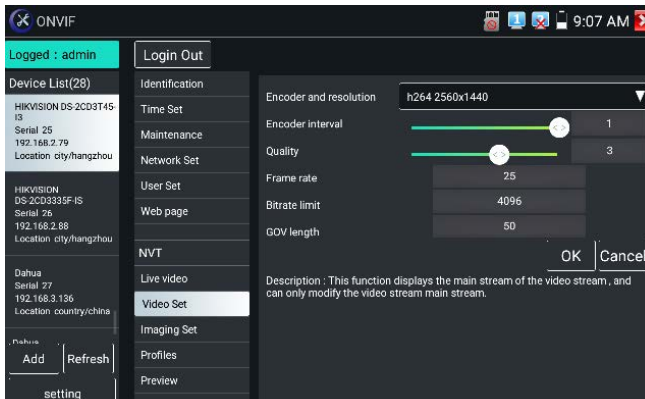 ONVIF
9:07 AM
Logged : admin
Login Out
Device List(28)
HIKVISION DS-2CD3T45-
I3
Serial 25
192.168.2.79
Location city/hangzhou
HIKVISION
DS-2CD3335F-IS
Serial 26
192.168.2.88
Location city/hangzhou
Dahua
Serial 27
192.168.3.136
Location country/china
Dahua
Add
Refresh
setting
Identification
Time Set
Maintenance
Network Set
User Set
Web page
NVT
Live video
Video Set
Imaging Set
Profiles
Preview
Encoder and resolution
h264 2560x1440
Encoder interval
1
Quality
3
Frame rate
25
Bitrate limit
4096
GOV length
50
OK
Cancel
Description : This function displays the main stream of the video stream , and
can only modify the video stream main stream.